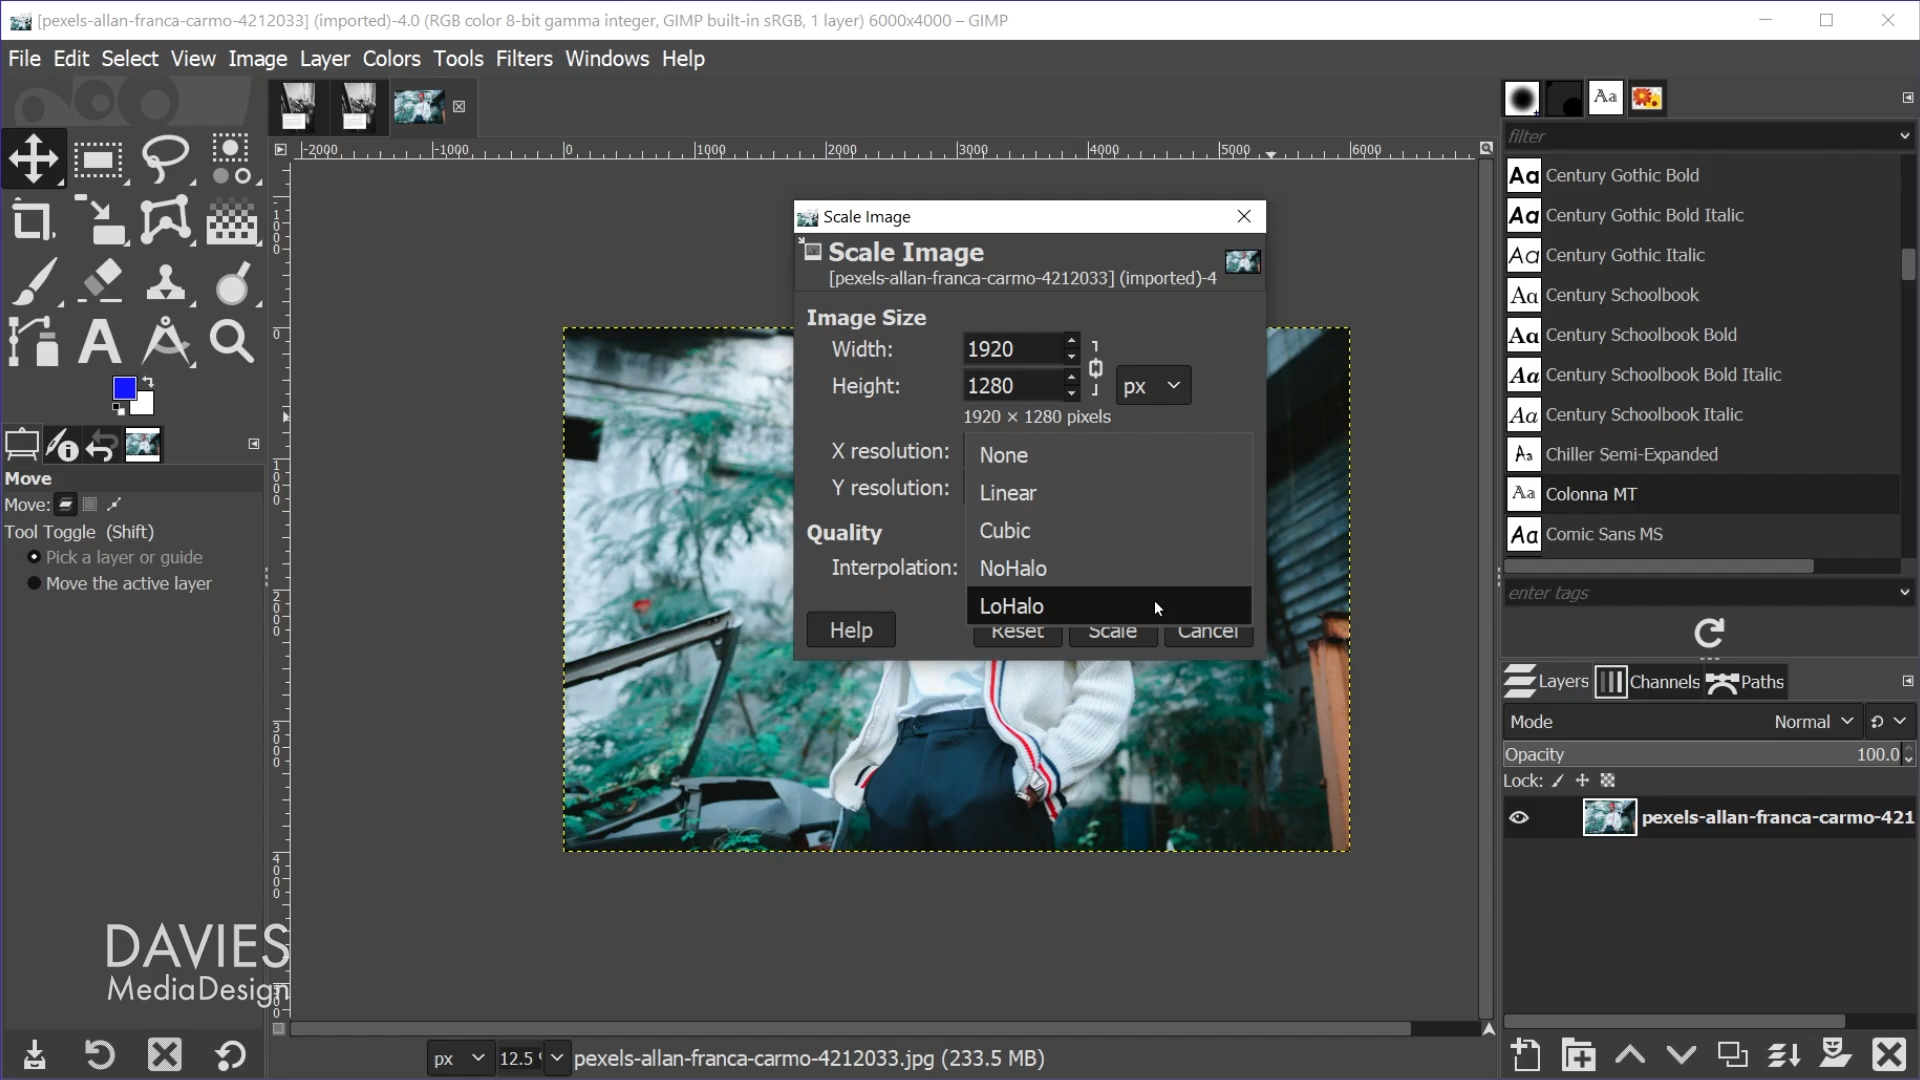 [pexels-allan-franca-carmo-4212033] (imported)-4.0 (RGB color 8-bit gamma integer, GIMP built-in sRGB, 1 layer) 6000x4000 – GIMP
File Edit Select View Image Layer Colors Tools Filters Windows Help
-2000 -1000 0 1000 2000 3000 4000 5000 6000
filter
Century Gothic Bold
Century Gothic Bold Italic
Century Gothic Italic
Century Schoolbook
Century Schoolbook Bold
Century Schoolbook Bold Italic
Century Schoolbook Italic
Chiller Semi-Expanded
Colonna MT
Comic Sans MS
enter tags
Scale Image
Scale Image
[pexels-allan-franca-carmo-4212033] (imported)-4
Image Size
Width: 1920
Height: 1280 px
1920 × 1280 pixels
X resolution:
Y resolution:
Quality
Interpolation:
None
Linear
Cubic
NoHalo
LoHalo
Help Reset Scale Cancel
Move
Move:
Tool Toggle (Shift)
Pick a layer or guide
Move the active layer
Layers Channels Paths
Mode Normal
Opacity 100.0
Lock:
pexels-allan-franca-carmo-421
DAVIES
MediaDesign
px 12.5 pexels-allan-franca-carmo-4212033.jpg (233.5 MB)